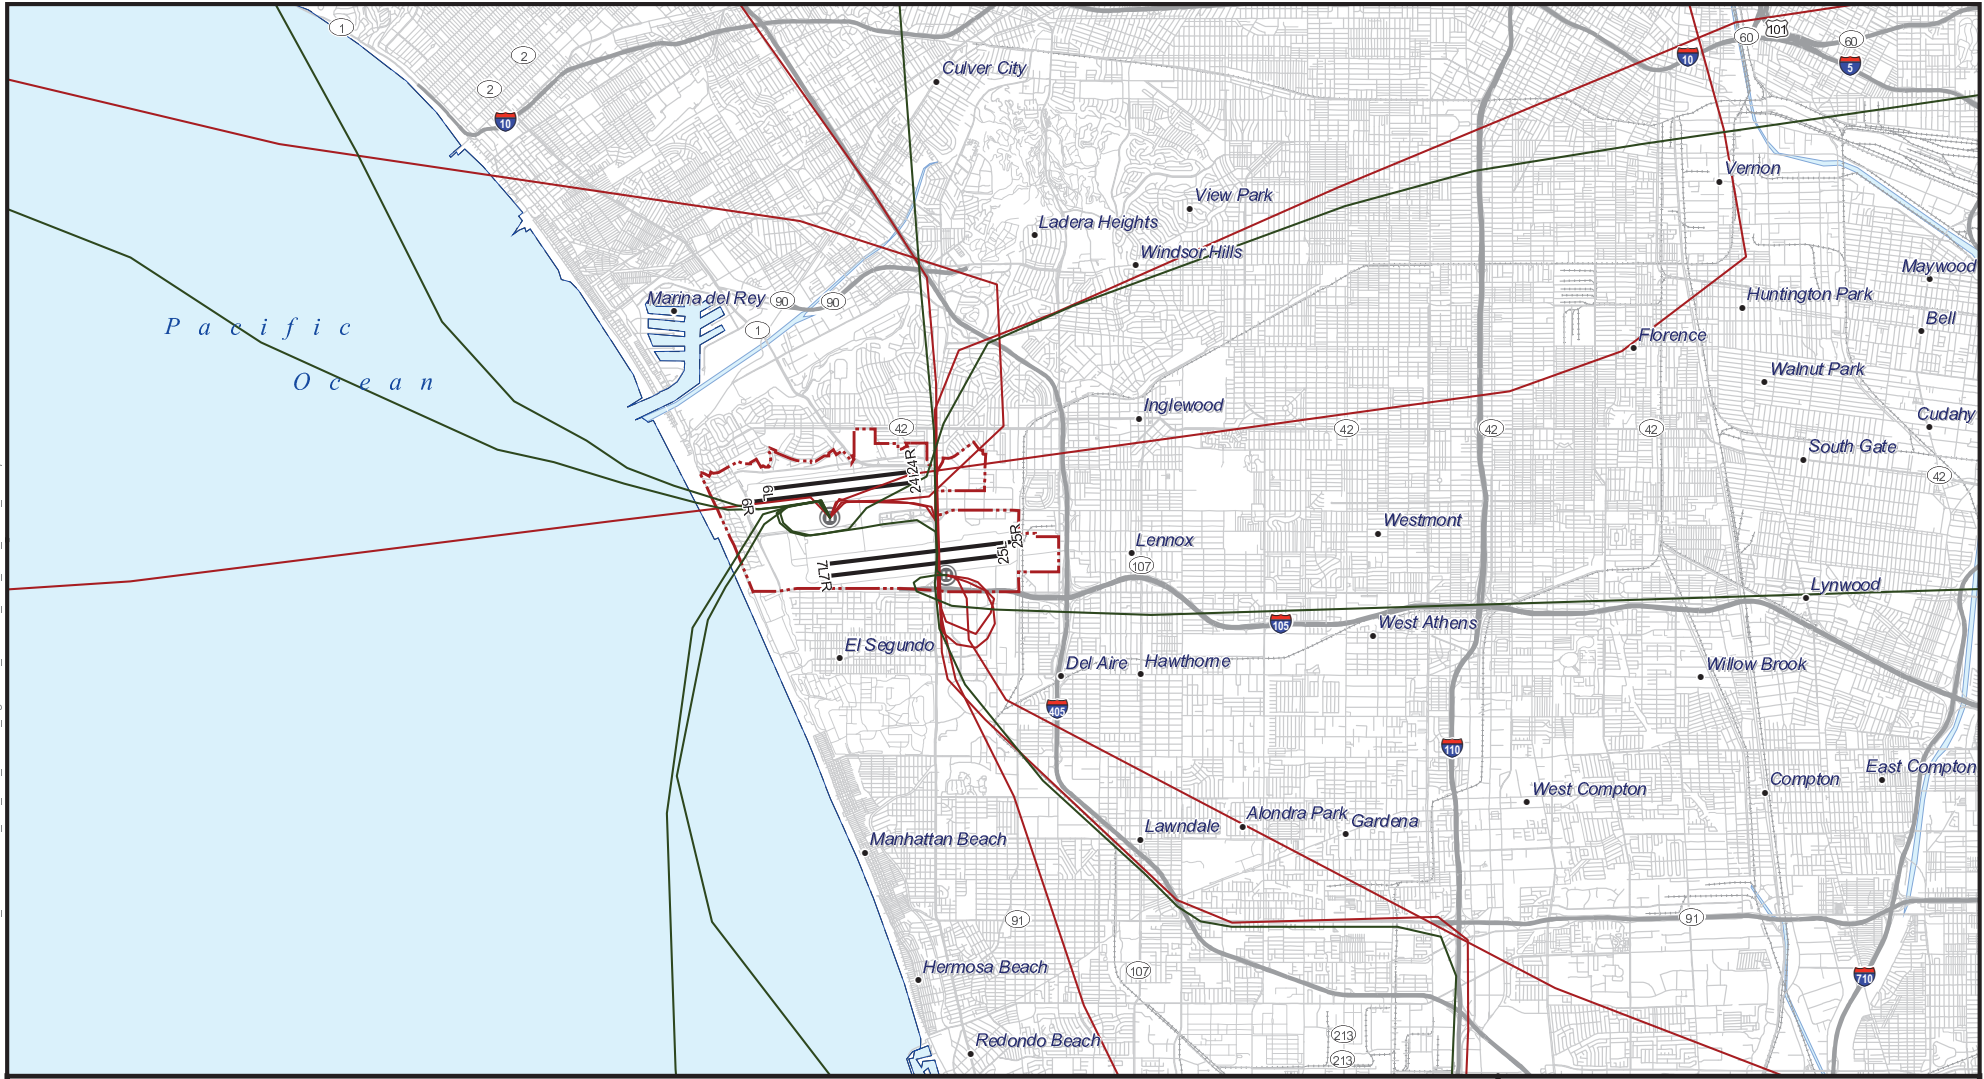 1
2
2
10
Culver City
10
60
101
60
5
Vernon
View Park
Ladera Heights
Windsor Hills
Maywood
Marina del Rey
90
90
Huntington Park
1
Bell
Pacific
Florence
Ocean
Walnut Park
Inglewood
Cudahy
42
42
42
42
South Gate
42
24R
24L
6L
6R
Westmont
25R
25L
Lennox
107
7L
7R
Lynwood
105
West Athens
El Segundo
Del Aire
Hawthorne
Willow Brook
405
110
East Compton
Compton
West Compton
Alondra Park
Gardena
Lawndale
Manhattan Beach
91
91
Hermosa Beach
107
710
213
Redondo Beach
213